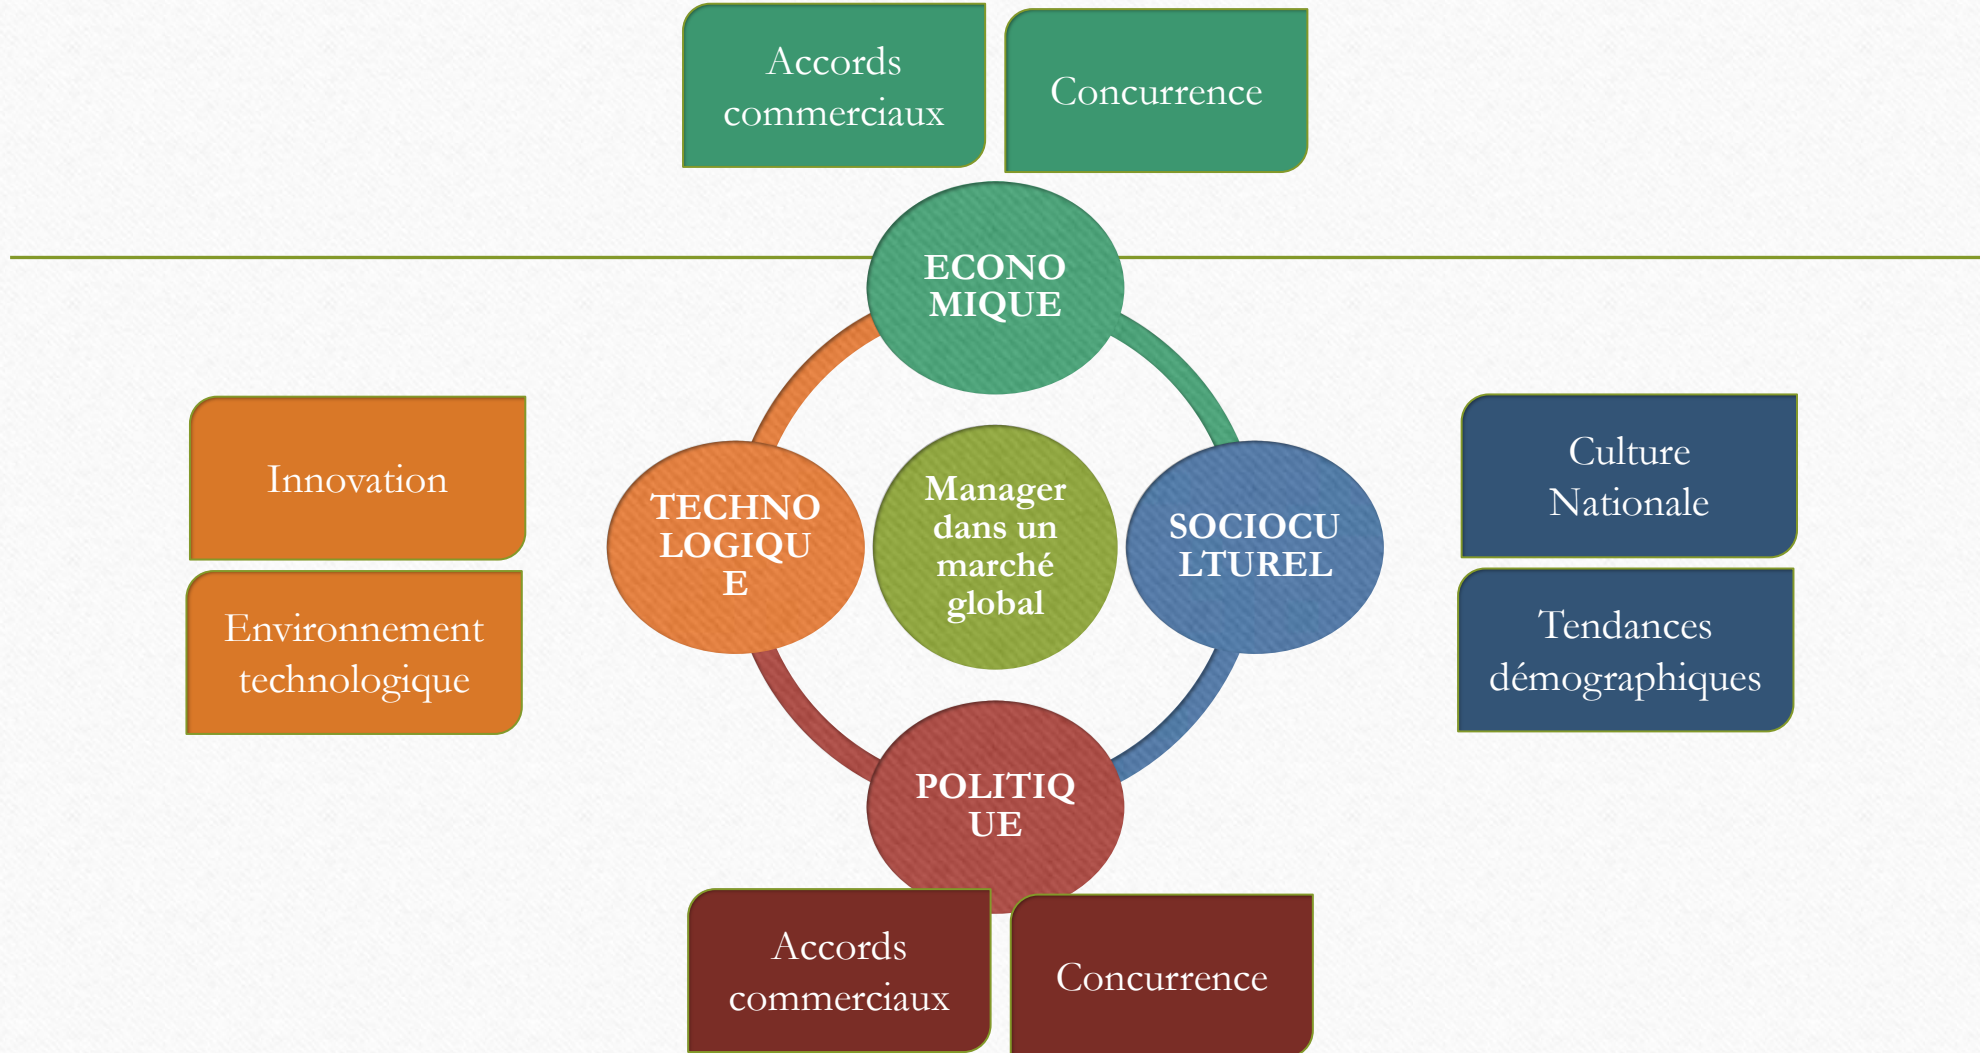 Accords
commerciaux
Concurrence
ECONO
MIQUE
Innovation
Environnement
technologique
TECHNO
LOGIQU
E
Manager
dans un
marché
global
SOCIOCU
LTUREL
Culture
Nationale
Tendances
démographiques
POLITIQ
UE
Accords
commerciaux
Concurrence